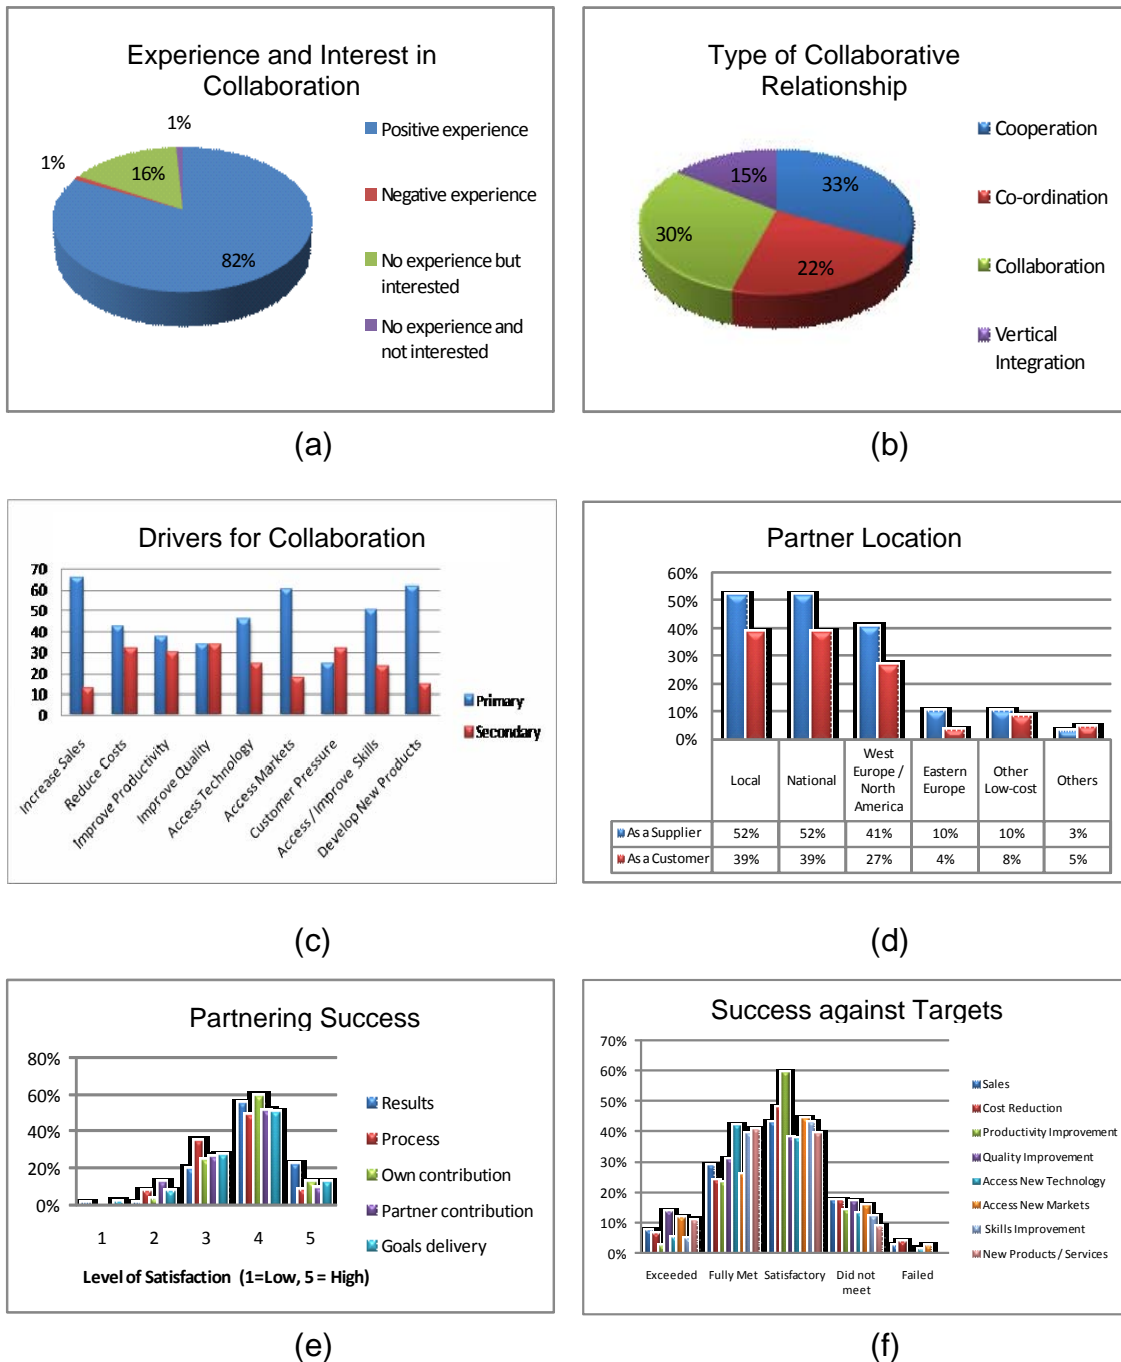 Experience and Interest in
Collaboration
1%
1%
16%
82%
Positive experience
Negative experience
No experience but
interested
No experience and
not interested
(a)
Type of Collaborative
Relationship
15%
33%
30%
22%
Cooperation
Co-ordination
Collaboration
Vertical
Integration
(b)
Drivers for Collaboration
70
60
50
40
30
20
10
0
Increase Sales
Reduce Costs
Improve Productivity
Improve Quality
Access Technology
Access Markets
Customer Pressure
Access / Improve Skills
Develop New Products
Primary
Secondary
(c)
Partner Location
60%
50%
40%
30%
20%
10%
0%
Local National West Europe / North America Eastern Europe Other Low-cost Others
As a Supplier 52% 52% 41% 10% 10% 3%
As a Customer 39% 39% 27% 4% 8% 5%
(d)
Partnering Success
80%
60%
40%
20%
0%
1 2 3 4 5
Level of Satisfaction (1=Low, 5 = High)
Results
Process
Own contribution
Partner contribution
Goals delivery
(e)
Success against Targets
70%
60%
50%
40%
30%
20%
10%
0%
Exceeded Fully Met Satisfactory Did not meet Failed
Sales
Cost Reduction
Productivity Improvement
Quality Improvement
Access New Technology
Access New Markets
Skills Improvement
New Products / Services
(f)